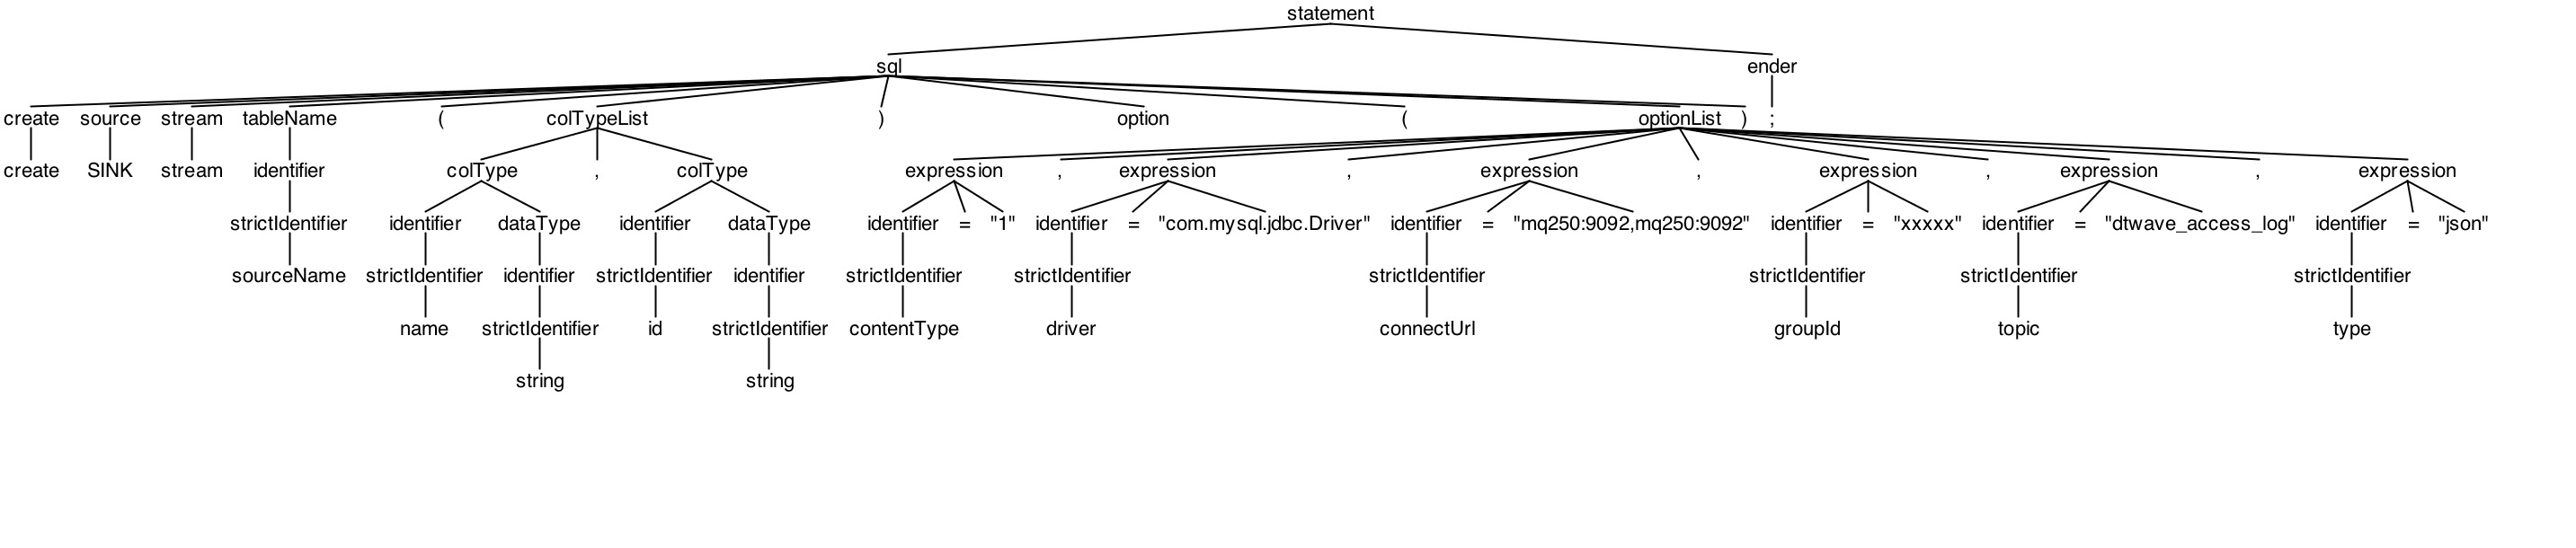 statement
sql ender
create source stream tableName ( colTypeList ) option ( optionList ) ;
create SINK stream identifier colType , colType expression , expression , expression , expression , expression , expression
strictIdentifier identifier dataType identifier dataType identifier = "1" identifier = "com.mysql.jdbc.Driver" identifier = "mq250:9092,mq250:9092" identifier = "xxxxx" identifier = "dtwave_access_log" identifier = "json"
sourceName strictIdentifier identifier strictIdentifier identifier strictIdentifier strictIdentifier strictIdentifier strictIdentifier strictIdentifier strictIdentifier
name strictIdentifier id strictIdentifier contentType driver connectUrl groupId topic type
string string